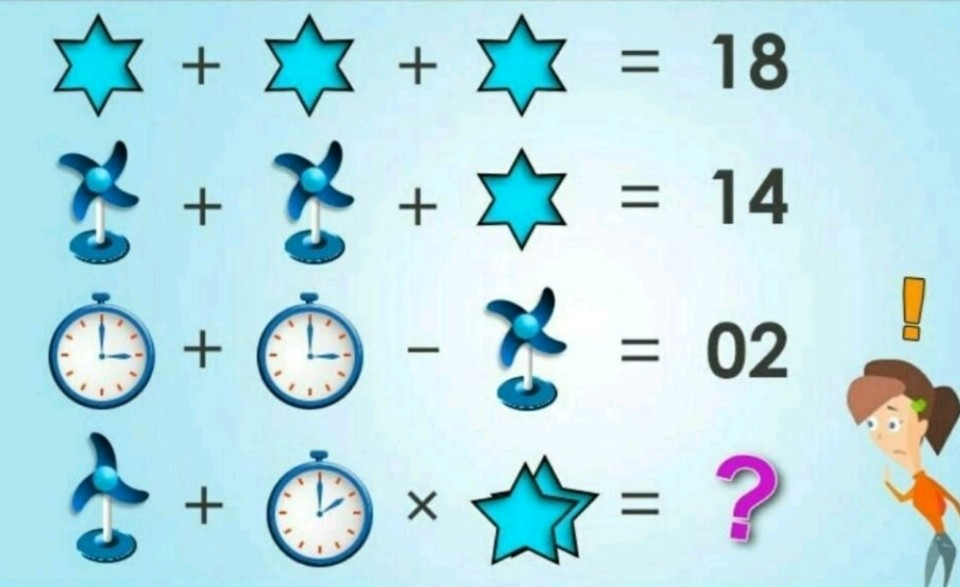 + + = 18
+ + = 14
+ - = 02
+ × = ?
!